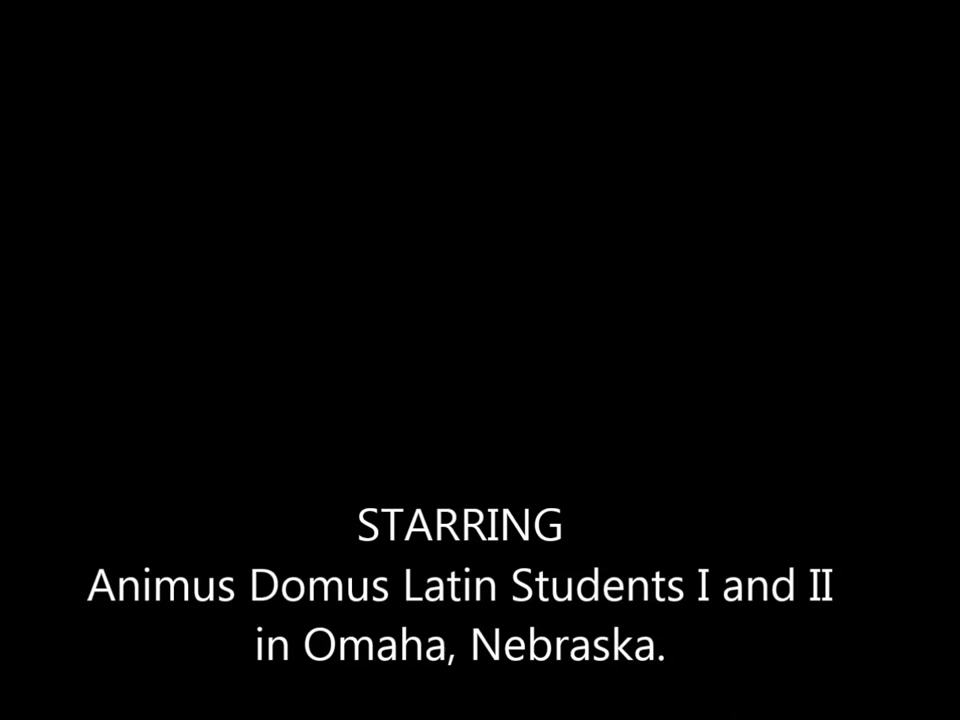 STARRING
Animus Domus Latin Students I and II
in Omaha, Nebraska.